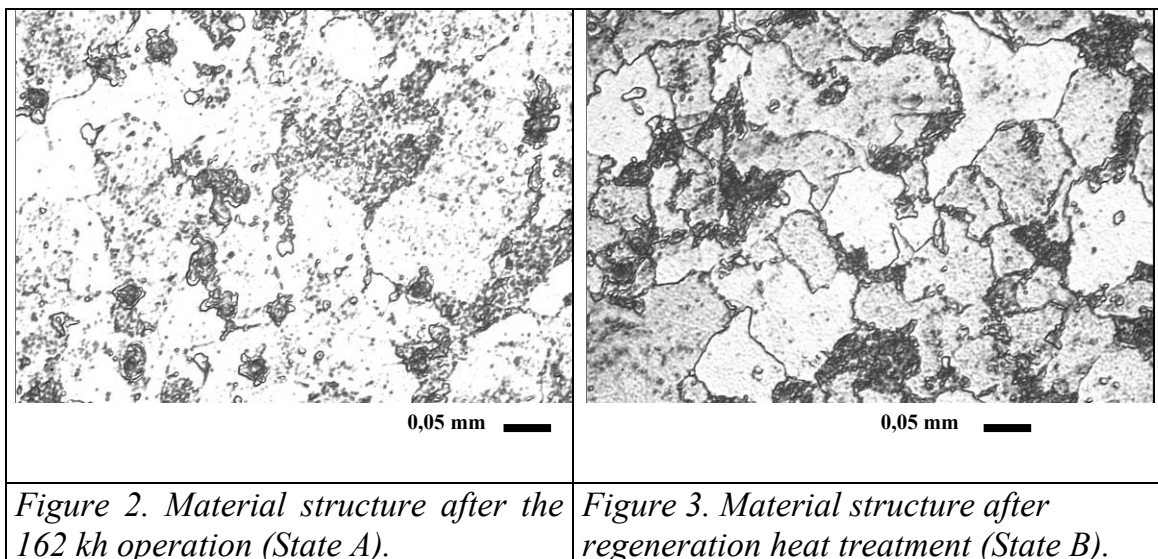 0,05 mm
0,05 mm
Figure 2. Material structure after the
162 kh operation (State A).
Figure 3. Material structure after
regeneration heat treatment (State B).